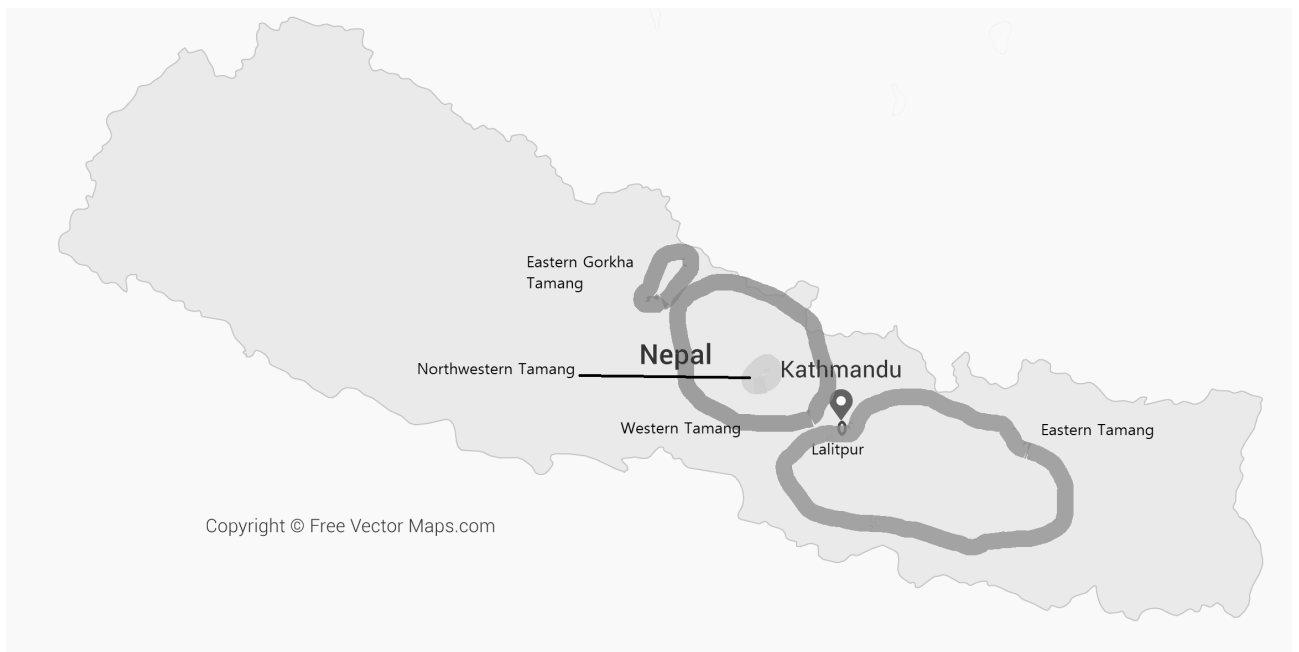 Eastern Gorkha
Tamang
Nepal
Kathmandu
Northwestern Tamang
Western Tamang
Eastern Tamang
Lalitpur
Copyright © Free Vector Maps.com